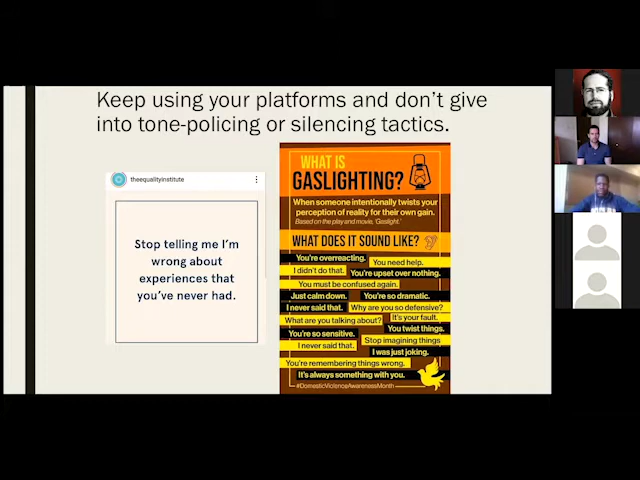 Keep using your platforms and don't give
into tone-policing or silencing tactics.
theequalityinstitute
Stop telling me I'm
wrong about
experiences that
you've never had.
WHAT IS
GASLIGHTING?
When someone intentionally twists your
perception of reality for their own gain.
Based on the play and movie, 'Gaslight.'
WHAT DOES IT SOUND LIKE?
You're overreacting.
You need help.
I didn't do that.
You're upset over nothing.
You must be confused again.
Just calm down.
You're so dramatic.
I never said that.
Why are you so defensive?
What are you talking about?
It's your fault.
You twist things.
You're so sensitive.
Stop imagining things
I never said that.
I was just joking.
You're remembering things wrong.
It's always something with you.
#DomesticViolenceAwarenessMonth